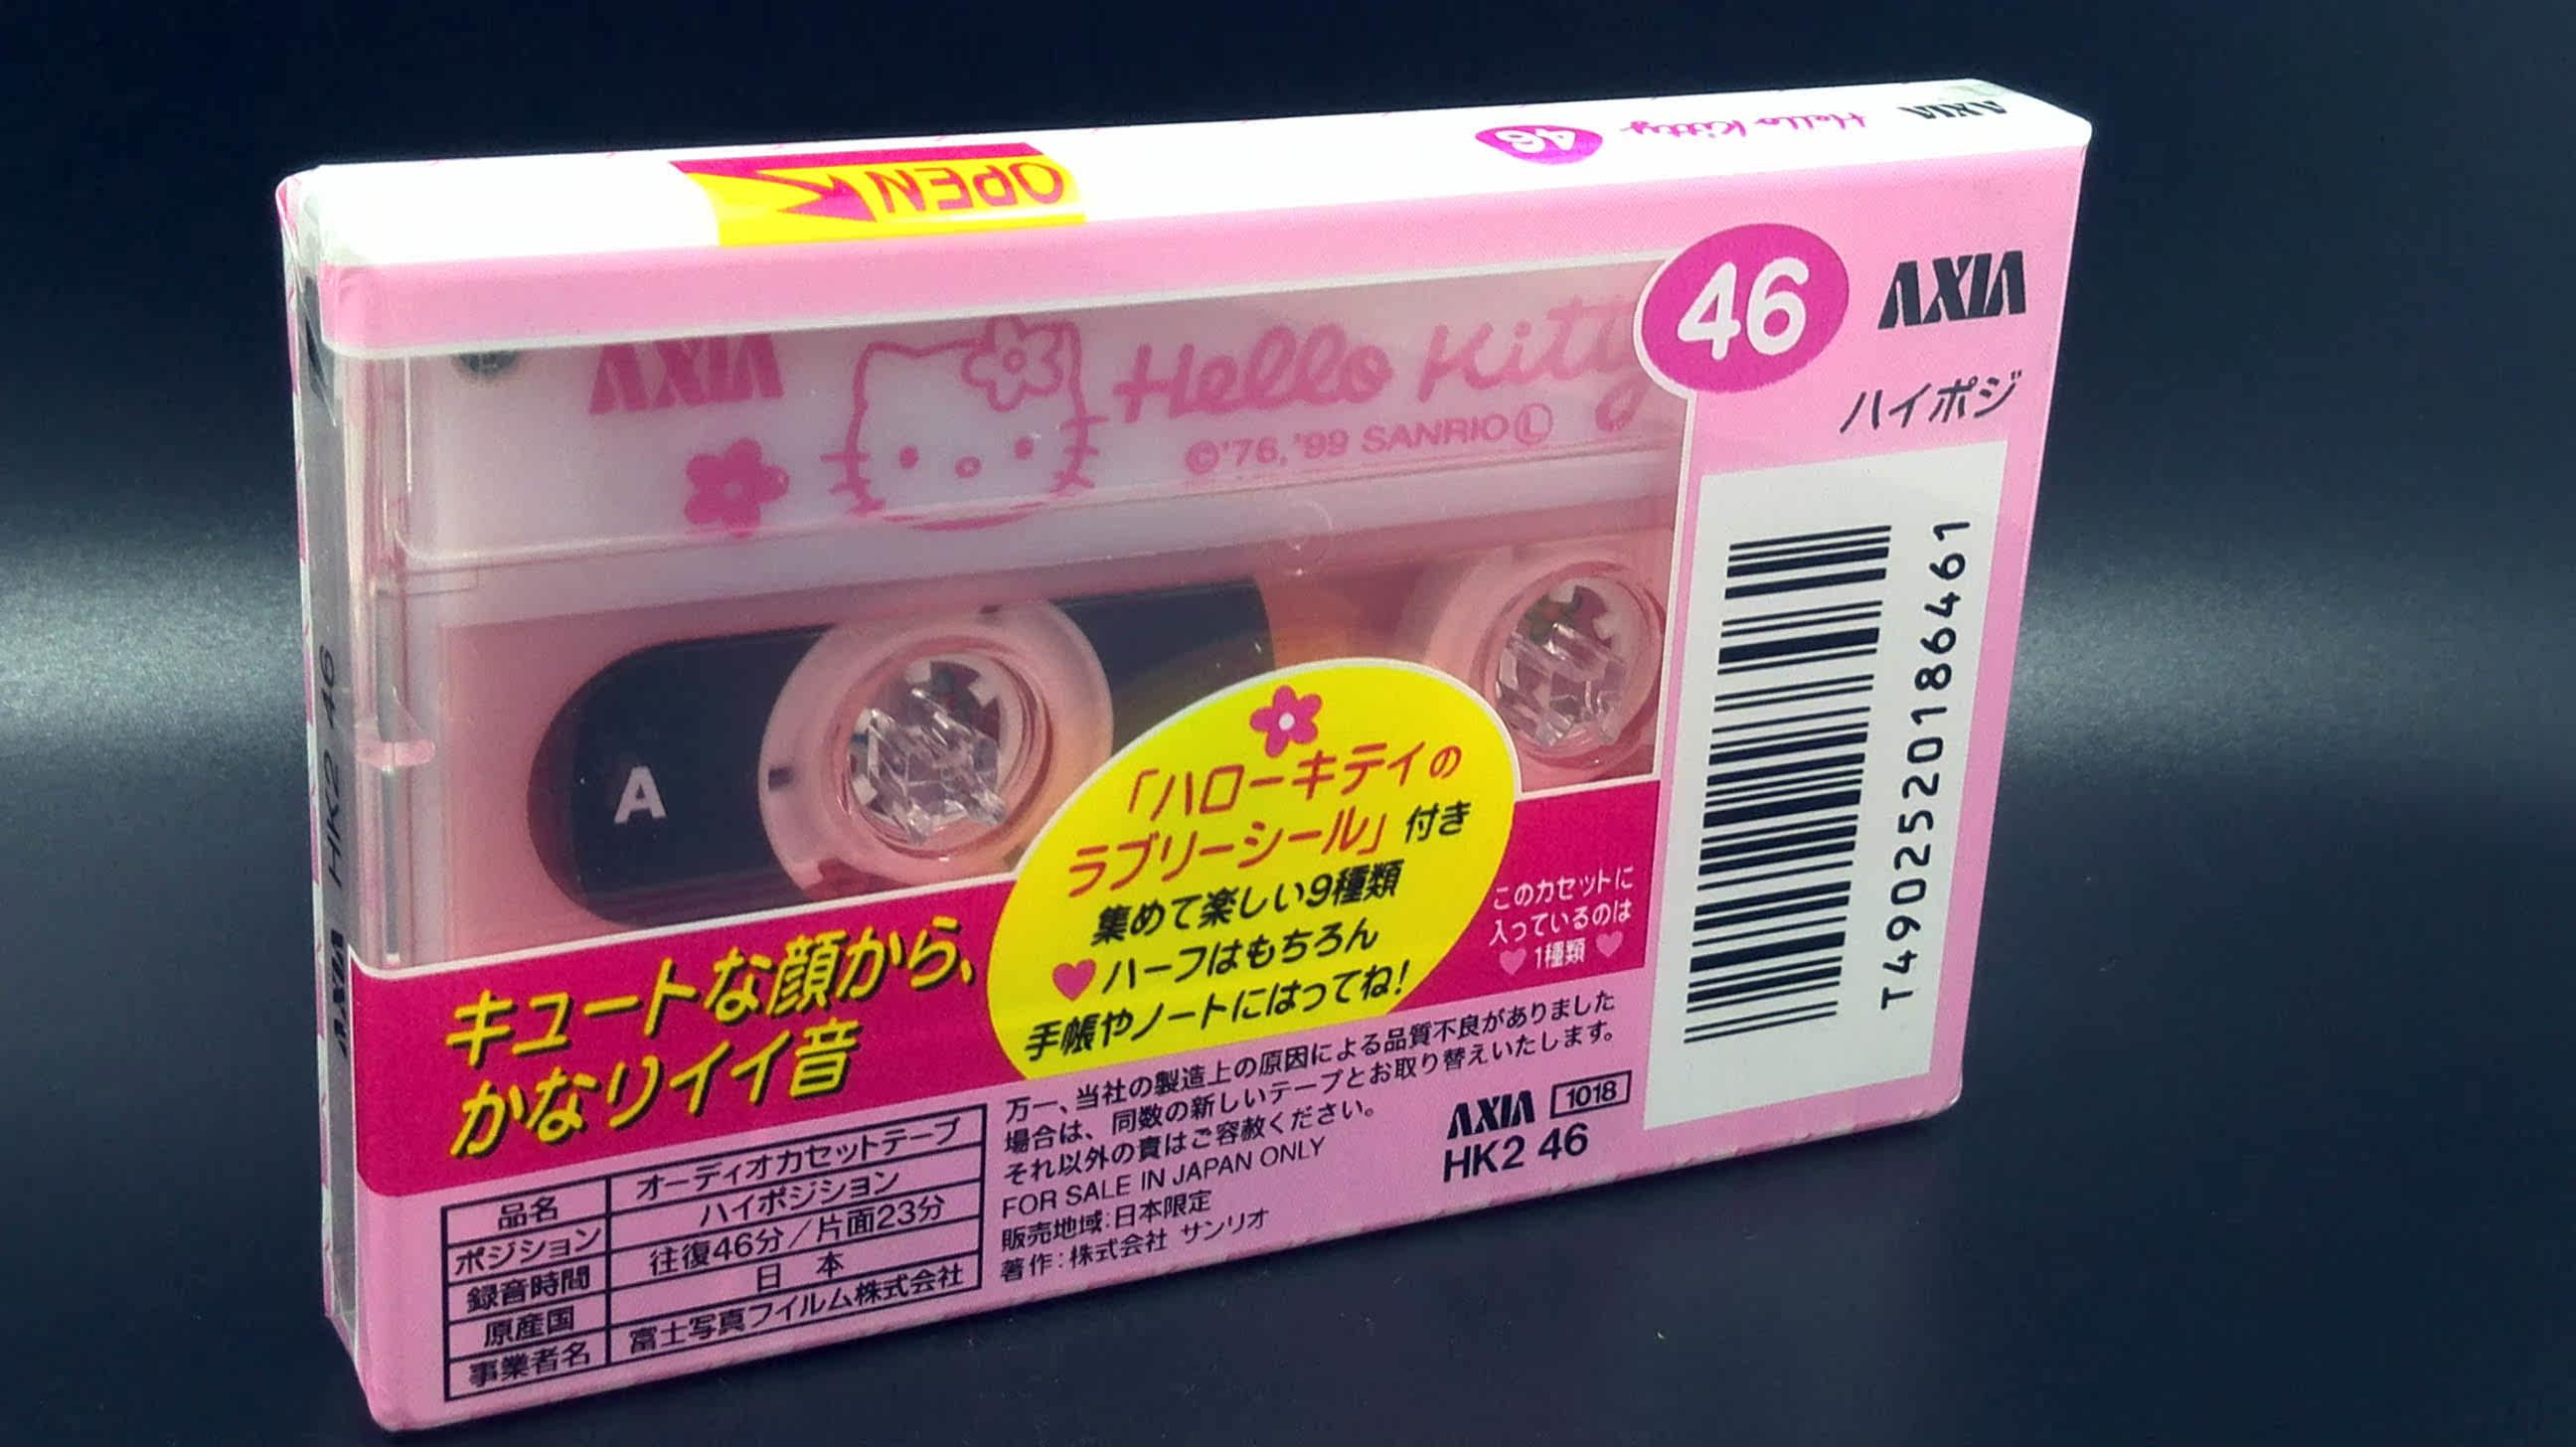 AXIA Hello Kitty 46
OPEN
46
AXIA
ハイポジ
AXIA
Hello Kitty
©'76,'99 SANRIO Ⓛ
A
「ハローキティの
ラブリーシール」付き
集めて楽しい9種類
♥ハーフはもちろん
手帳やノートにはってね!
このカセットに
入っているのは
♥1種類♥
キュートな顔から、
かなりイイ音
T4902520186461
万一、当社の製造上の原因による品質不良がありました
場合は、同数の新しいテープとお取り替えいたします。
それ以外の責はご容赦ください。
FOR SALE IN JAPAN ONLY
販売地域:日本限定
著作:株式会社 サンリオ
AXIA 1018
HK2 46
品名 オーディオカセットテープ
ポジション ハイポジション
録音時間 往復46分/片面23分
原産国 日本
事業者名 富士写真フイルム株式会社
AXIA HK2 46